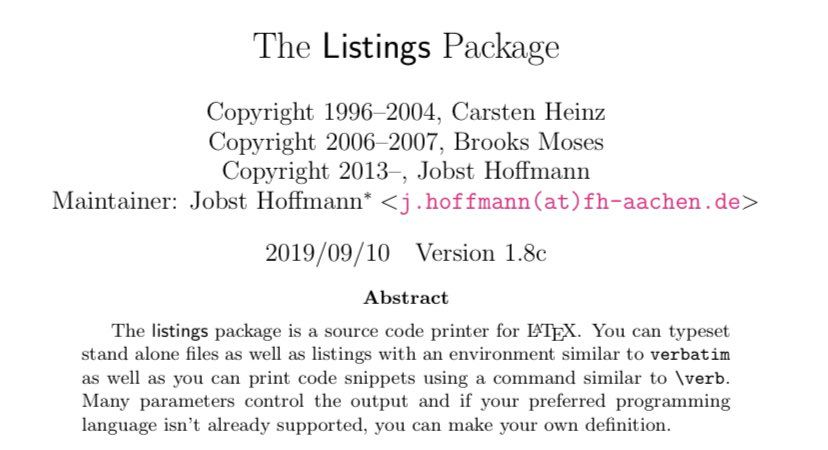 The Listings Package
Copyright 1996–2004, Carsten Heinz
Copyright 2006–2007, Brooks Moses
Copyright 2013–, Jobst Hoffmann
Maintainer: Jobst Hoffmann* <j.hoffmann(at)fh-aachen.de>
2019/09/10 Version 1.8c
Abstract
The listings package is a source code printer for LATEX. You can typeset
stand alone files as well as listings with an environment similar to verbatim
as well as you can print code snippets using a command similar to \verb.
Many parameters control the output and if your preferred programming
language isn't already supported, you can make your own definition.